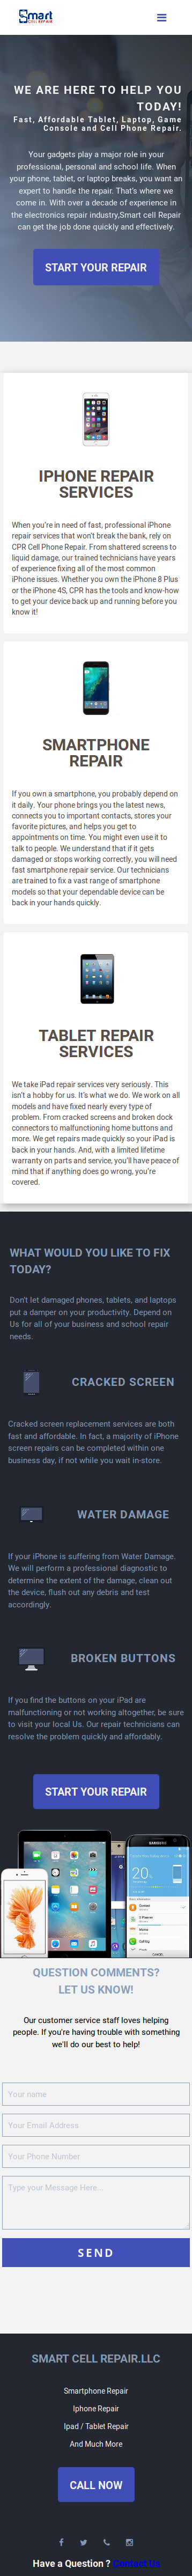 Smart
CELL REPAIR
WE ARE HERE TO HELP YOU
TODAY!
Fast, Affordable Tablet, Laptop, Game
Console and Cell Phone Repair.
Your gadgets play a major role in your
professional, personal and school life. When
your phone, tablet, or laptop breaks, you want an
expert to handle the repair. That's where we
come in. With over a decade of experience in
the electronics repair industry,Smart cell Repair
can get the job done quickly and effectively.
START YOUR REPAIR
IPHONE REPAIR
SERVICES
When you're in need of fast, professional iPhone
repair services that won't break the bank, rely on
CPR Cell Phone Repair. From shattered screens to
liquid damage, our trained technicians have years
of experience fixing all of the most common
iPhone issues. Whether you own the iPhone 8 Plus
or the iPhone 4S, CPR has the tools and know-how
to get your device back up and running before you
know it!
SMARTPHONE
REPAIR
If you own a smartphone, you probably depend on
it daily. Your phone brings you the latest news,
connects you to important contacts, stores your
favorite pictures, and helps you get to
appointments on time. You might even use it to
talk to people. We understand that if it gets
damaged or stops working correctly, you will need
fast smartphone repair service. Our technicians
are trained to fix a vast range of smartphone
models so that your dependable device can be
back in your hands quickly.
TABLET REPAIR
SERVICES
We take iPad repair services very seriously. This
isn't a hobby for us. It's what we do. We work on all
models and have fixed nearly every type of
problem. From cracked screens and broken dock
connectors to malfunctioning home buttons and
more. We get repairs made quickly so your iPad is
back in your hands. And, with a limited lifetime
warranty on parts and service, you'll have peace of
mind that if anything does go wrong, you're
covered.
WHAT WOULD YOU LIKE TO FIX
TODAY?
Don't let damaged phones, tablets, and laptops
put a damper on your productivity. Depend on
Us for all of your business and school repair
needs.
CRACKED SCREEN
Cracked screen replacement services are both
fast and affordable. In fact, a majority of iPhone
screen repairs can be completed within one
business day, if not while you wait in-store.
WATER DAMAGE
If your iPhone is suffering from Water Damage.
We will perform a professional diagnostic to
determine the extent of the damage, clean out
the device, flush out any debris and test
accordingly.
BROKEN BUTTONS
If you find the buttons on your iPad are
malfunctioning or not working altogether, be sure
to visit your local Us. Our repair technicians can
resolve the problem quickly and affordably.
START YOUR REPAIR
QUESTION COMMENTS?
LET US KNOW!
Our customer service staff loves helping
people. If you're having trouble with something
we'll do our best to help!
Your name
Your Email Address
Your Phone Number
Type your Message Here...
SEND
SMART CELL REPAIR.LLC
Smartphone Repair
Iphone Repair
Ipad / Tablet Repair
And Much More
CALL NOW
Have a Question ? Contact Us